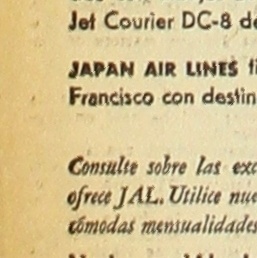 Jet Courier DC-8 de
JAPAN AIR LINES
Francisco con destin
Consulte sobre las exc
ofrece JAL. Utilice nue
cómodas mensualidades